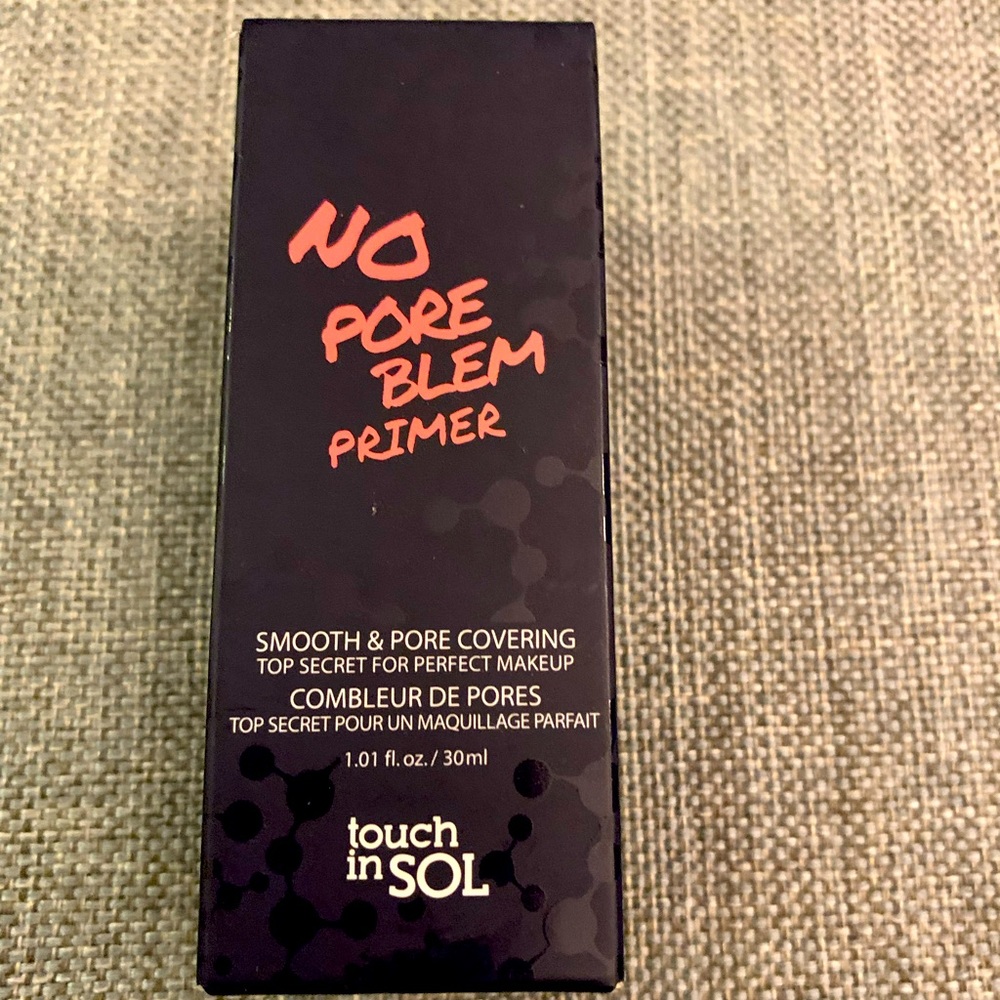 NO
PORE
BLEM
PRIMER
SMOOTH & PORE COVERING
TOP SECRET FOR PERFECT MAKEUP
COMBLEUR DE PORES
TOP SECRET POUR UN MAQUILLAGE PARFAIT
1.01 fl. oz. / 30ml
touch
in SOL